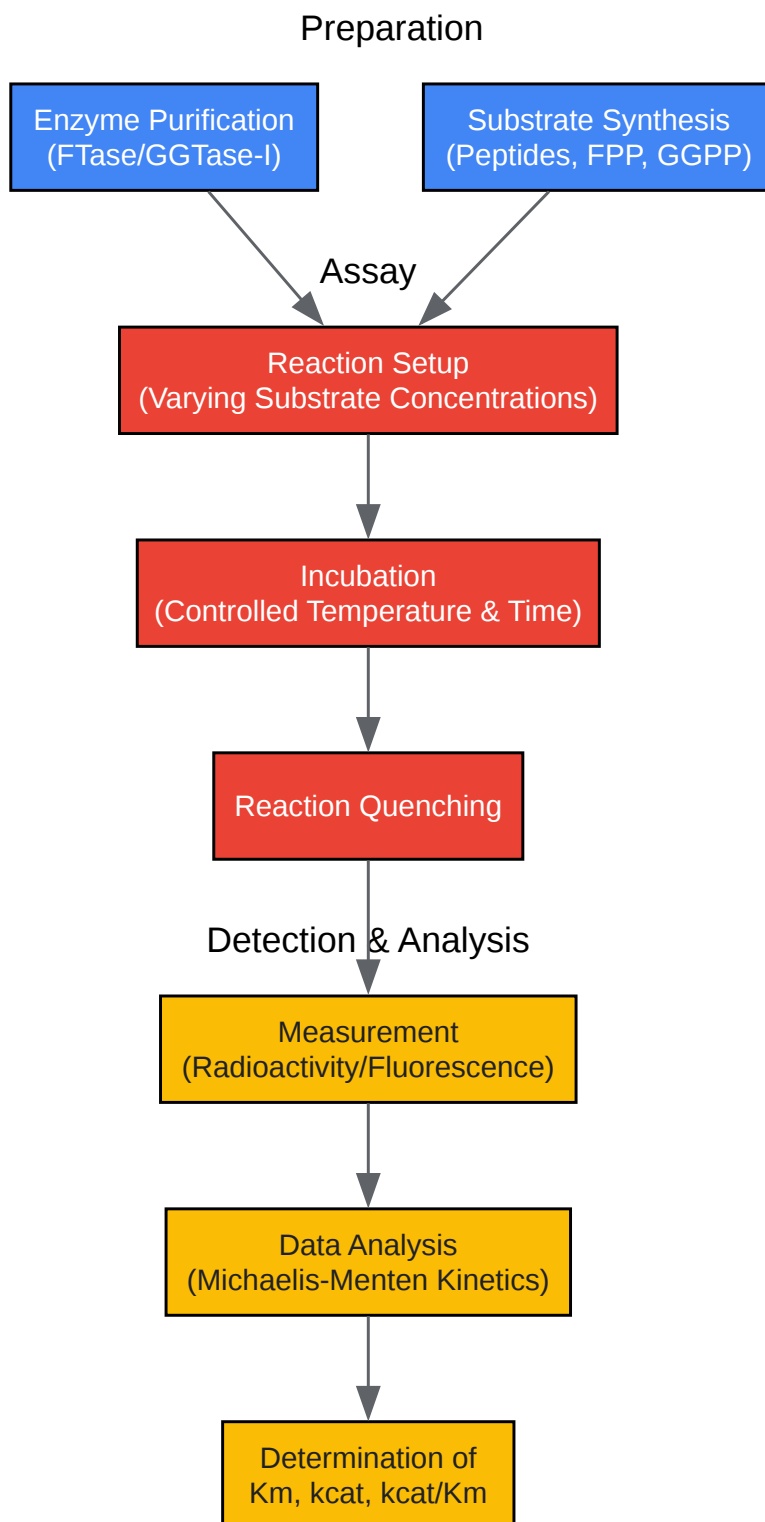 Preparation
Enzyme Purification
(FTase/GGTase-I)
Substrate Synthesis
(Peptides, FPP, GGPP)
Assay
Reaction Setup
(Varying Substrate Concentrations)
Incubation
(Controlled Temperature & Time)
Reaction Quenching
Detection & Analysis
Measurement
(Radioactivity/Fluorescence)
Data Analysis
(Michaelis-Menten Kinetics)
Determination of
Km, kcat, kcat/Km